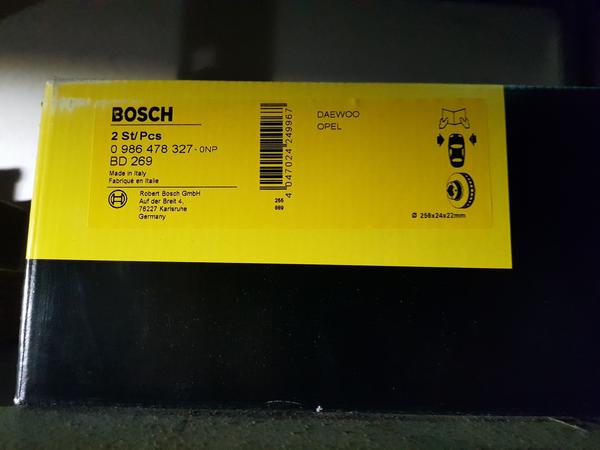 BOSCH
2 St/Pcs
0 986 478 327-0NP
BD 269
Made in Italy
Fabriqué en Italie
Robert Bosch GmbH
Auf der Breit 4,
76227 Karlsruhe
Germany
4 047024 249967
DAEWOO
OPEL
Ø 256x24x22mm